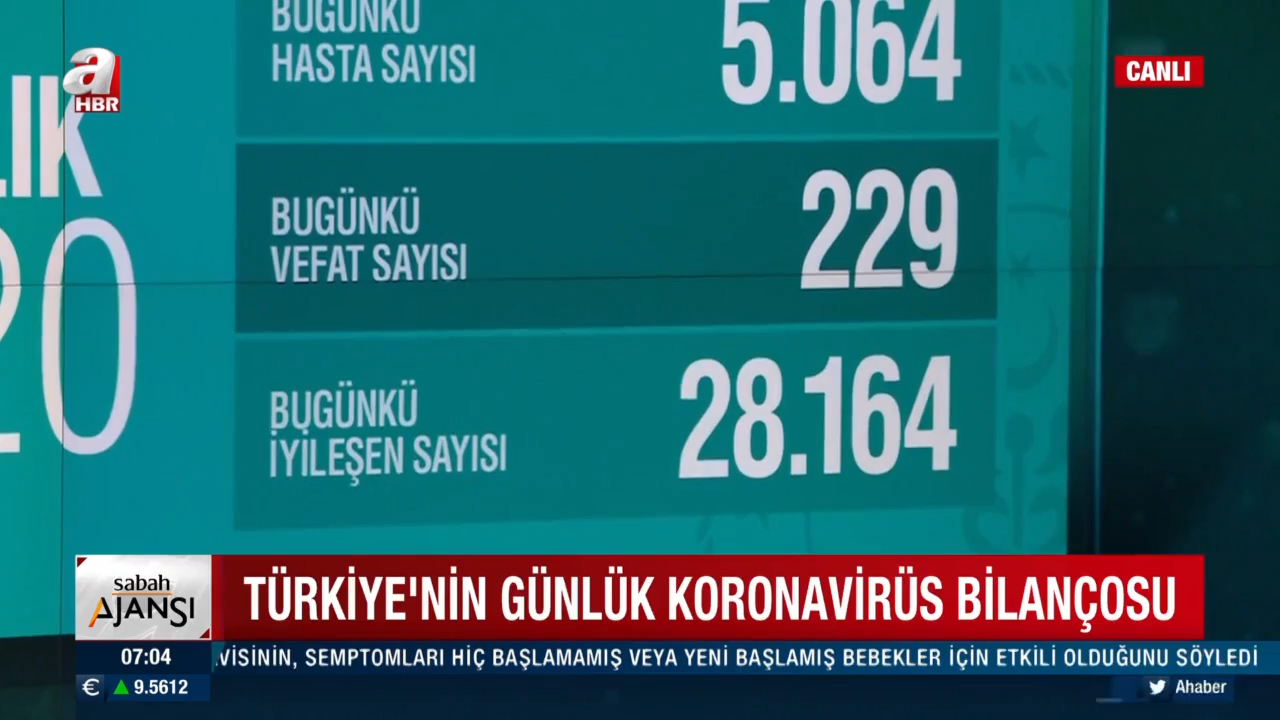 BUGÜNKÜ
HASTA SAYISI
5.064
a
HBR
CANLI
LIK
20
BUGÜNKÜ
VEFAT SAYISI
229
BUGÜNKÜ
İYİLEŞEN SAYISI
28.164
sabah
AJANSI
TÜRKİYE'NİN GÜNLÜK KORONAVİRÜS BİLANÇOSU
07:04
VİSİNİN, SEMPTOMLARI HİÇ BAŞLAMAMIŞ VEYA YENİ BAŞLAMIŞ BEBEKLER İÇİN ETKİLİ OLDUĞUNU SÖYLEDİ
€ ▲ 9.5612
Ahaber